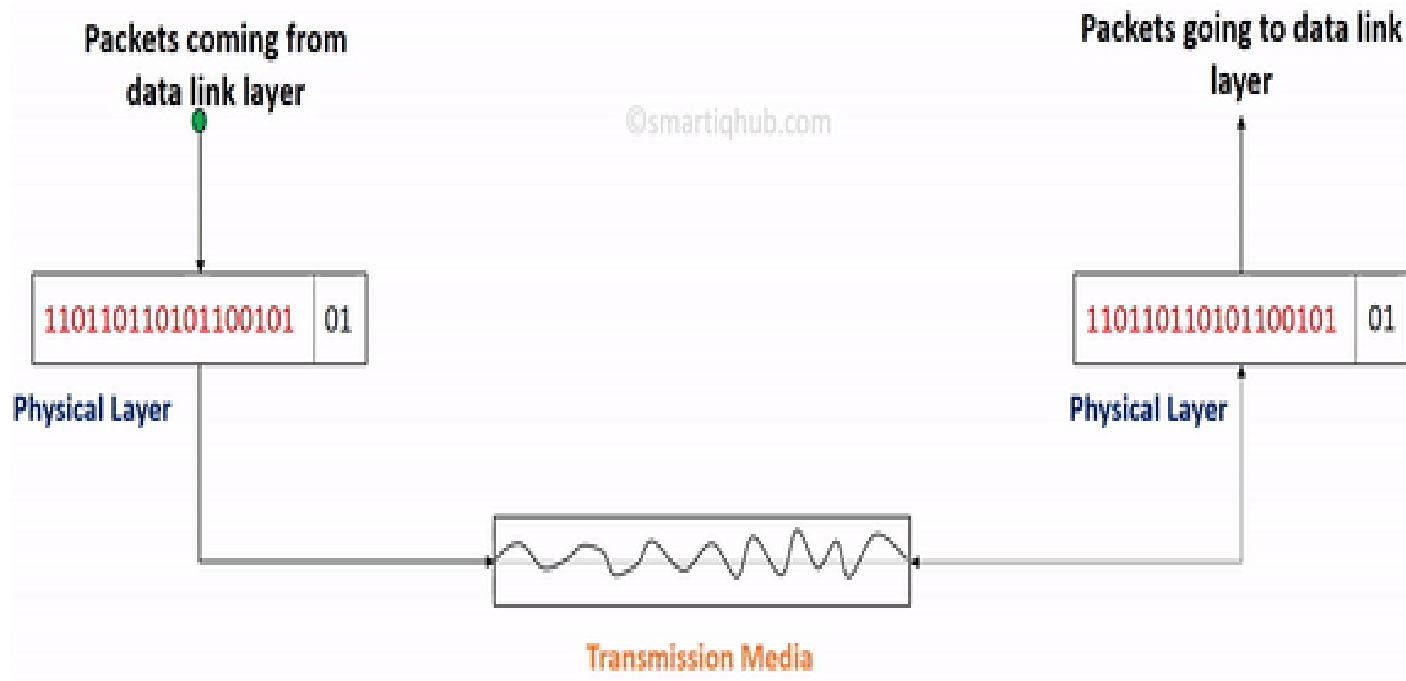 Packets coming from
data link layer
Packets going to data link
layer
©smartiqhub.com
110110110101100101 01
110110110101100101 01
Physical Layer
Physical Layer
Transmission Media